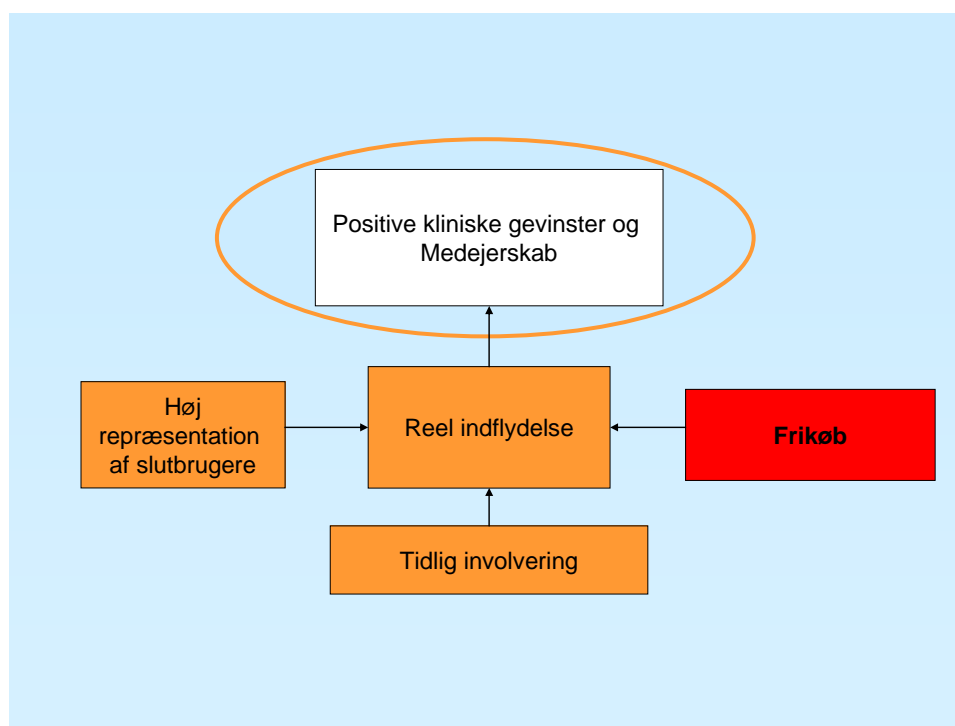 Positive kliniske gevinster og
Medejerskab
Høj
repræsentation
af slutbrugere
Reel indflydelse
Frikøb
Tidlig involvering